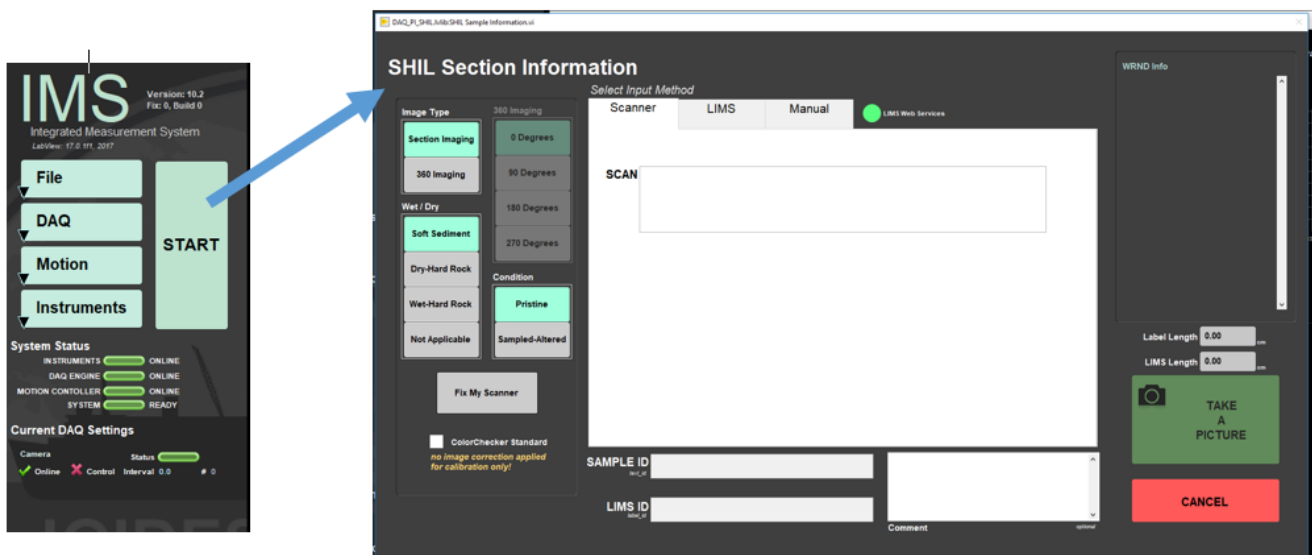 IMS
Version: 10.2
Fix: 0, Build 0
Integrated Measurement System
LabView: 17.0.1f1, 2017
File
DAQ
Motion
Instruments
START
System Status
INSTRUMENTS ONLINE
DAQ ENGINE ONLINE
MOTION CONTOLLER ONLINE
SYSTEM READY
Current DAQ Settings
Camera Status
Online Control Interval 0.0 # 0
JOIDES
DAQ_PI_SHIL.lvlib:SHIL Sample Information.vi
SHIL Section Information
Select Input Method
Image Type
Section Imaging
360 Imaging
360 Imaging
0 Degrees
90 Degrees
180 Degrees
270 Degrees
Wet / Dry
Soft Sediment
Dry-Hard Rock
Wet-Hard Rock
Not Applicable
Condition
Pristine
Sampled-Altered
Fix My Scanner
ColorChecker Standard
no image correction applied
for calibration only!
Scanner LIMS Manual LIMS Web Services
SCAN
SAMPLE ID
text_id
LIMS ID
label_id
Comment optional
WRND Info
Label Length 0.00 cm
LIMS Length 0.00 cm
TAKE
A
PICTURE
CANCEL